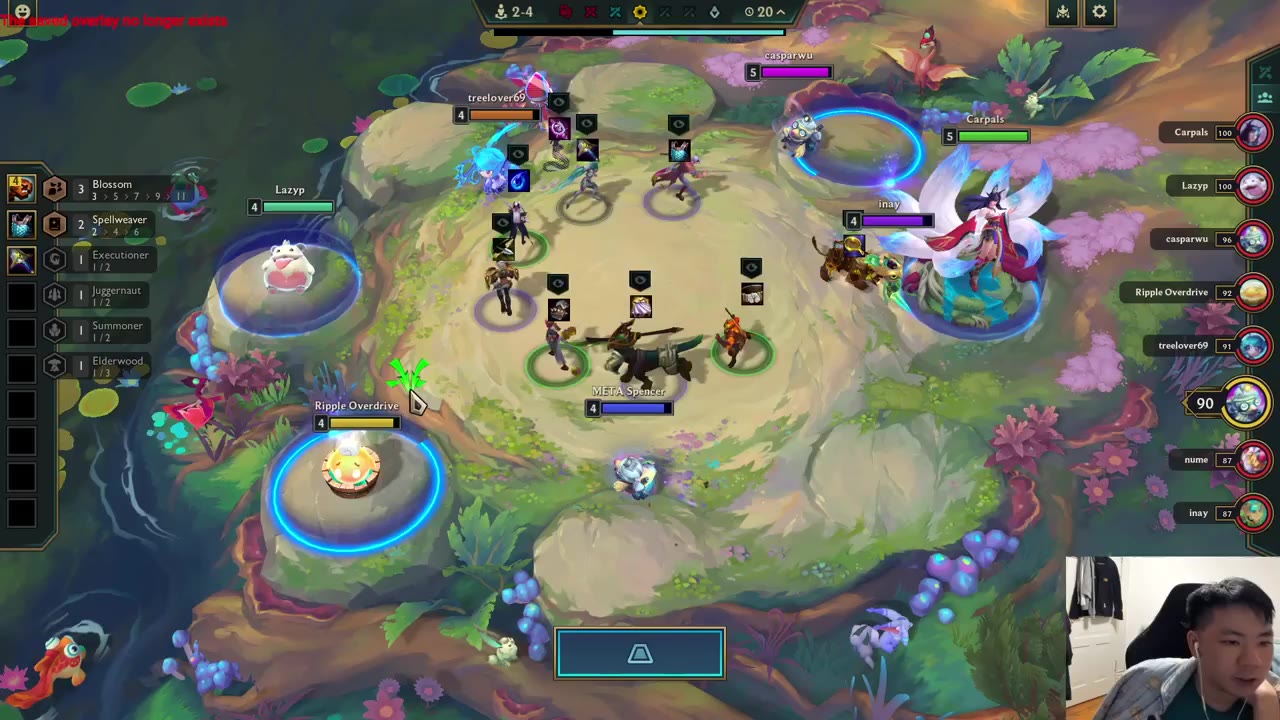 The saved overlay no longer exists
2-4
20
casparwu
5
treelover69
4
Carpals
5
Lazyp
4
inay
4
META Spencer
4
Ripple Overdrive
4
3 Blossom
3 > 5 > 7 > 9 > 11
2 Spellweaver
2 > 4 > 6
1 Executioner
1 / 2
1 Juggernaut
1 / 2
1 Summoner
1 / 2
1 Elderwood
1 / 3
Carpals 100
Lazyp 100
casparwu 96
Ripple Overdrive 92
treelover69 91
90
nume 87
inay 87